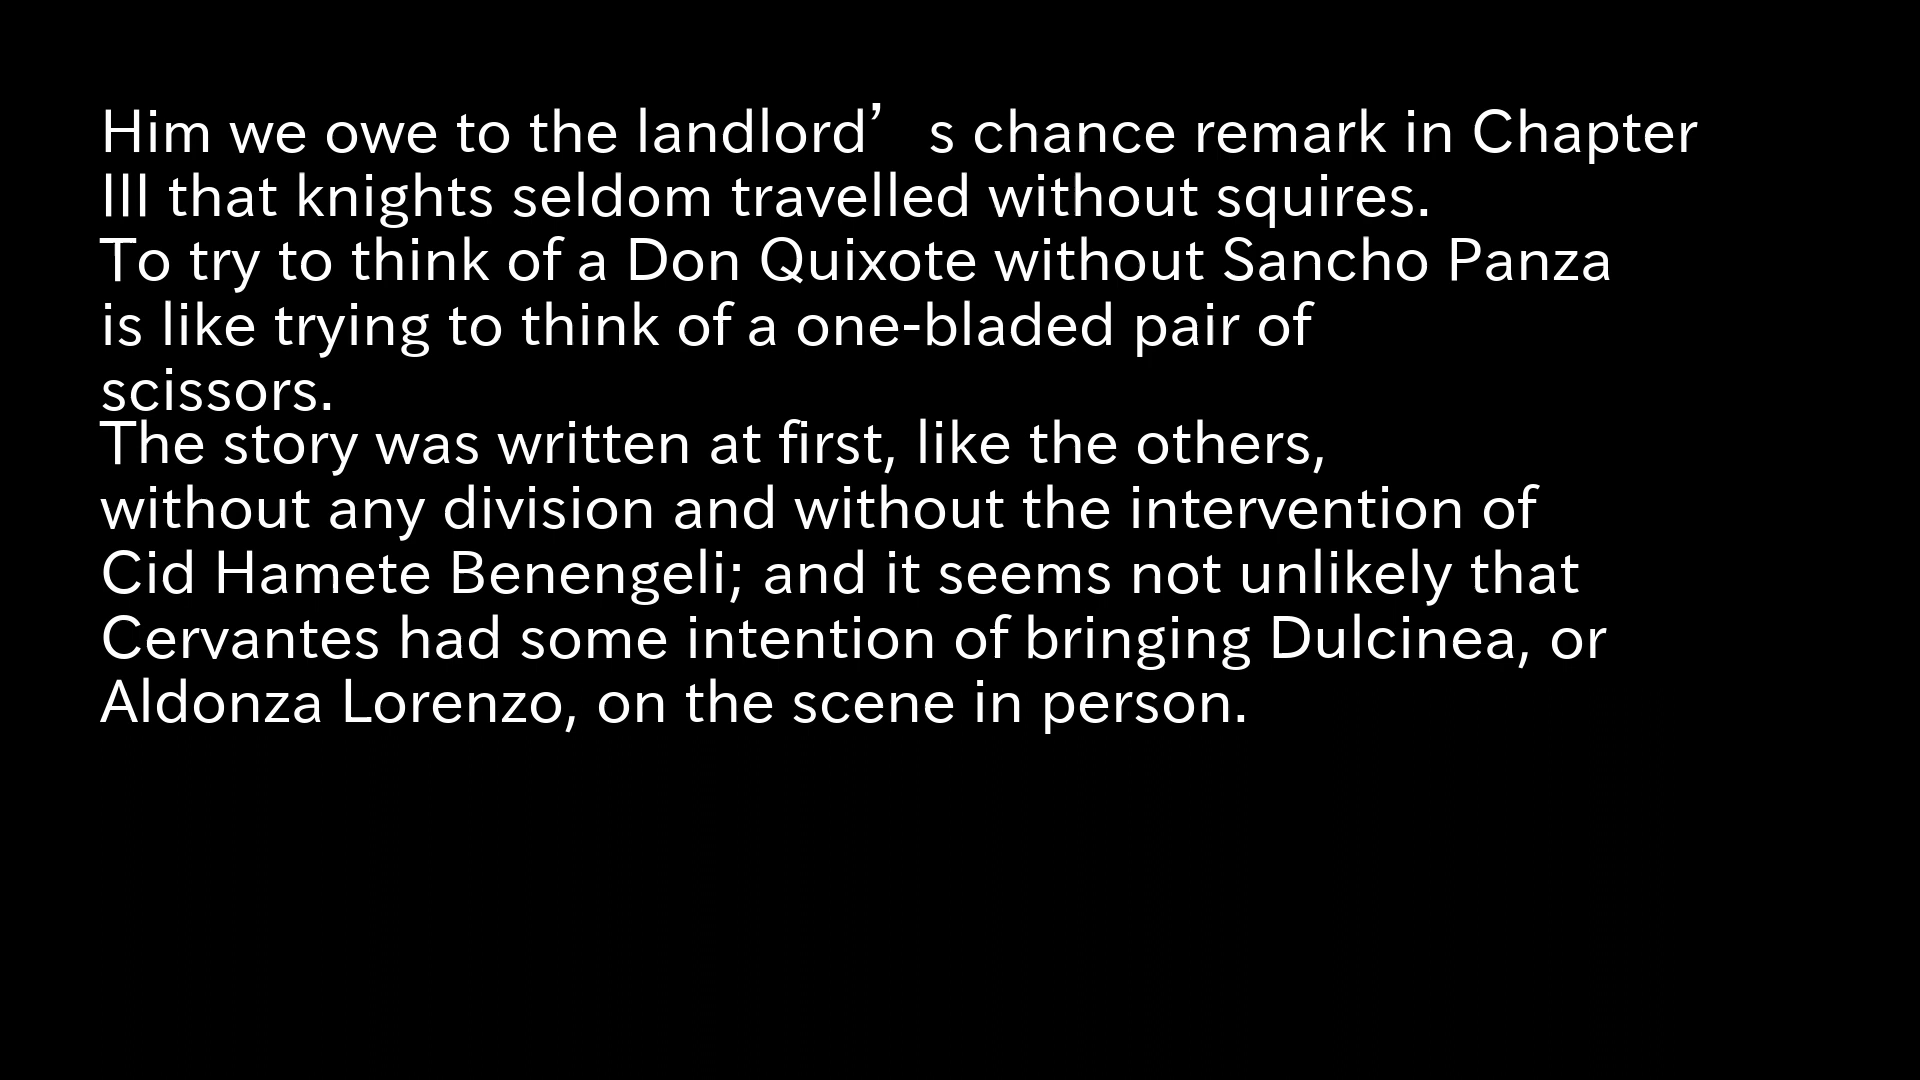 Him we owe to the landlord’s chance remark in Chapter
III that knights seldom travelled without squires.
To try to think of a Don Quixote without Sancho Panza
is like trying to think of a one-bladed pair of
scissors.
The story was written at first, like the others,
without any division and without the intervention of
Cid Hamete Benengeli; and it seems not unlikely that
Cervantes had some intention of bringing Dulcinea, or
Aldonza Lorenzo, on the scene in person.